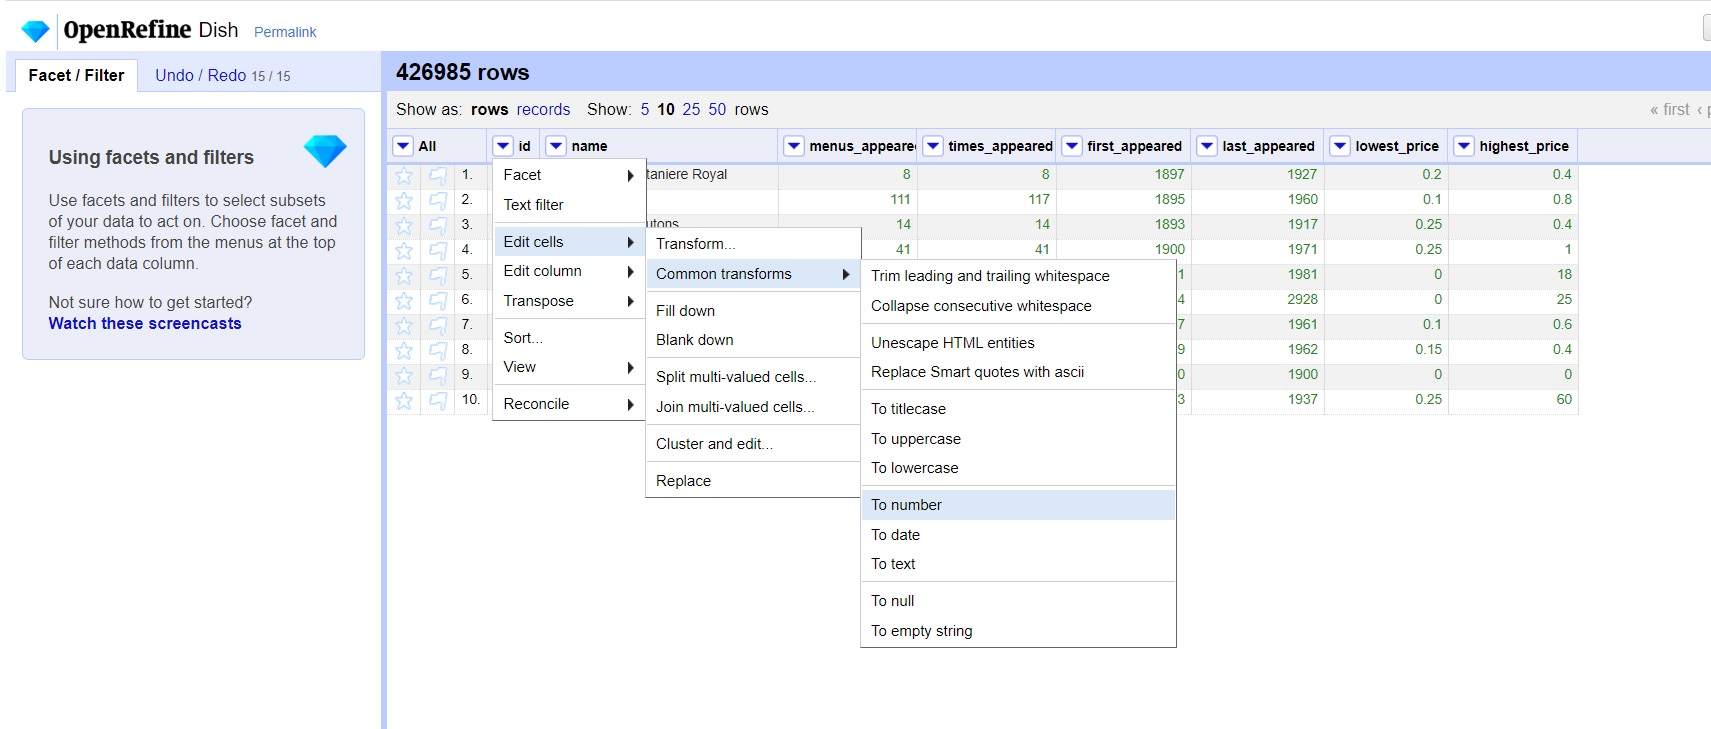 OpenRefine Dish Permalink
Facet / Filter Undo / Redo 15 / 15
426985 rows
Show as: rows records Show: 5 10 25 50 rows
« first ‹
All id name menus_appeare times_appeared first_appeared last_appeared lowest_price highest_price
Using facets and filters
Use facets and filters to select subsets
of your data to act on. Choose facet and
filter methods from the menus at the top
of each data column.
Not sure how to get started?
Watch these screencasts
1. taniere Royal 8 8 1897 1927 0.2 0.4
2. 111 117 1895 1960 0.1 0.8
3. utons 14 14 1893 1917 0.25 0.4
4. 41 41 1900 1971 0.25 1
5. 1 1981 0 18
6. 4 2928 0 25
7. 7 1961 0.1 0.6
8. 9 1962 0.15 0.4
9. 0 1900 0 0
10. 3 1937 0.25 60
Facet
Text filter
Edit cells
Edit column
Transpose
Sort...
View
Reconcile
Transform...
Common transforms
Fill down
Blank down
Split multi-valued cells...
Join multi-valued cells...
Cluster and edit...
Replace
Trim leading and trailing whitespace
Collapse consecutive whitespace
Unescape HTML entities
Replace Smart quotes with ascii
To titlecase
To uppercase
To lowercase
To number
To date
To text
To null
To empty string